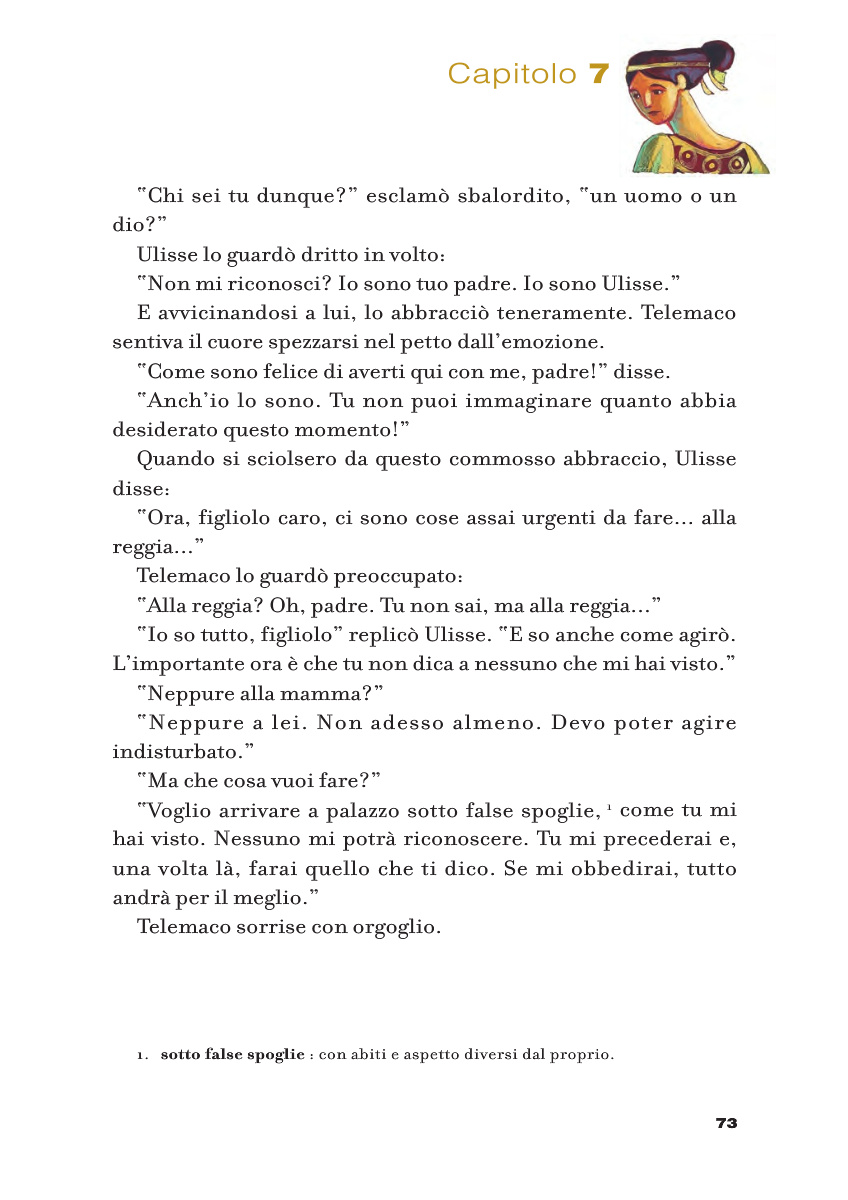 Capitolo 7
“Chi sei tu dunque?” esclamò sbalordito, “un uomo o un
dio?”
Ulisse lo guardò dritto in volto:
“Non mi riconosci? Io sono tuo padre. Io sono Ulisse.”
E avvicinandosi a lui, lo abbracciò teneramente. Telemaco
sentiva il cuore spezzarsi nel petto dall’emozione.
“Come sono felice di averti qui con me, padre!” disse.
“Anch’io lo sono. Tu non puoi immaginare quanto abbia
desiderato questo momento!”
Quando si sciolsero da questo commosso abbraccio, Ulisse
disse:
“Ora, figliolo caro, ci sono cose assai urgenti da fare... alla
reggia...”
Telemaco lo guardò preoccupato:
“Alla reggia? Oh, padre. Tu non sai, ma alla reggia...”
“Io so tutto, figliolo” replicò Ulisse. “E so anche come agirò.
L’importante ora è che tu non dica a nessuno che mi hai visto.”
“Neppure alla mamma?”
“Neppure a lei. Non adesso almeno. Devo poter agire
indisturbato.”
“Ma che cosa vuoi fare?”
“Voglio arrivare a palazzo sotto false spoglie, 1 come tu mi
hai visto. Nessuno mi potrà riconoscere. Tu mi precederai e,
una volta là, farai quello che ti dico. Se mi obbedirai, tutto
andrà per il meglio.”
Telemaco sorrise con orgoglio.
1. sotto false spoglie : con abiti e aspetto diversi dal proprio.
73